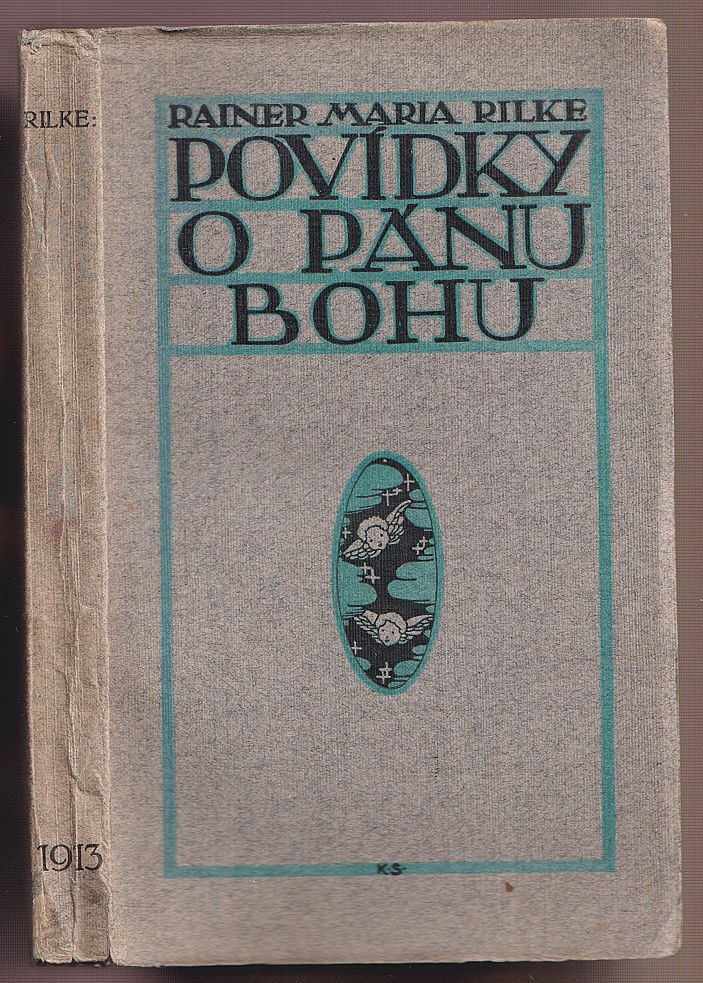 RILKE:
1913
RAINER MARIA RILKE
POVÍDKY
O PÁNU
BOHU
K.S.